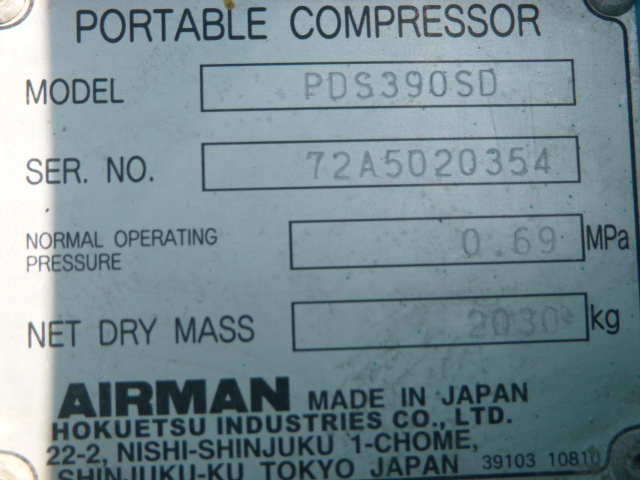 PORTABLE COMPRESSOR
MODEL PDS390SD
SER. NO. 72A5020354
NORMAL OPERATING
PRESSURE 0.69 MPa
NET DRY MASS 2030 kg
AIRMAN MADE IN JAPAN
HOKUETSU INDUSTRIES CO., LTD.
22-2, NISHI-SHINJUKU 1-CHOME,
SHINJUKU-KU TOKYO JAPAN 39103 10810